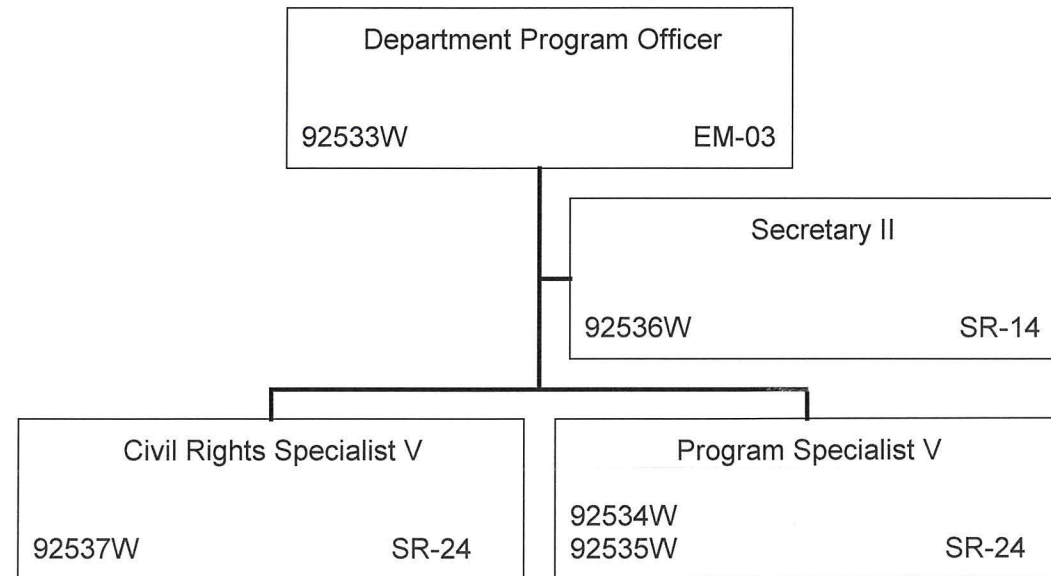 Department Program Officer
92533W EM-03
Secretary II
92536W SR-14
Civil Rights Specialist V
92537W SR-24
Program Specialist V
92534W
92535W SR-24